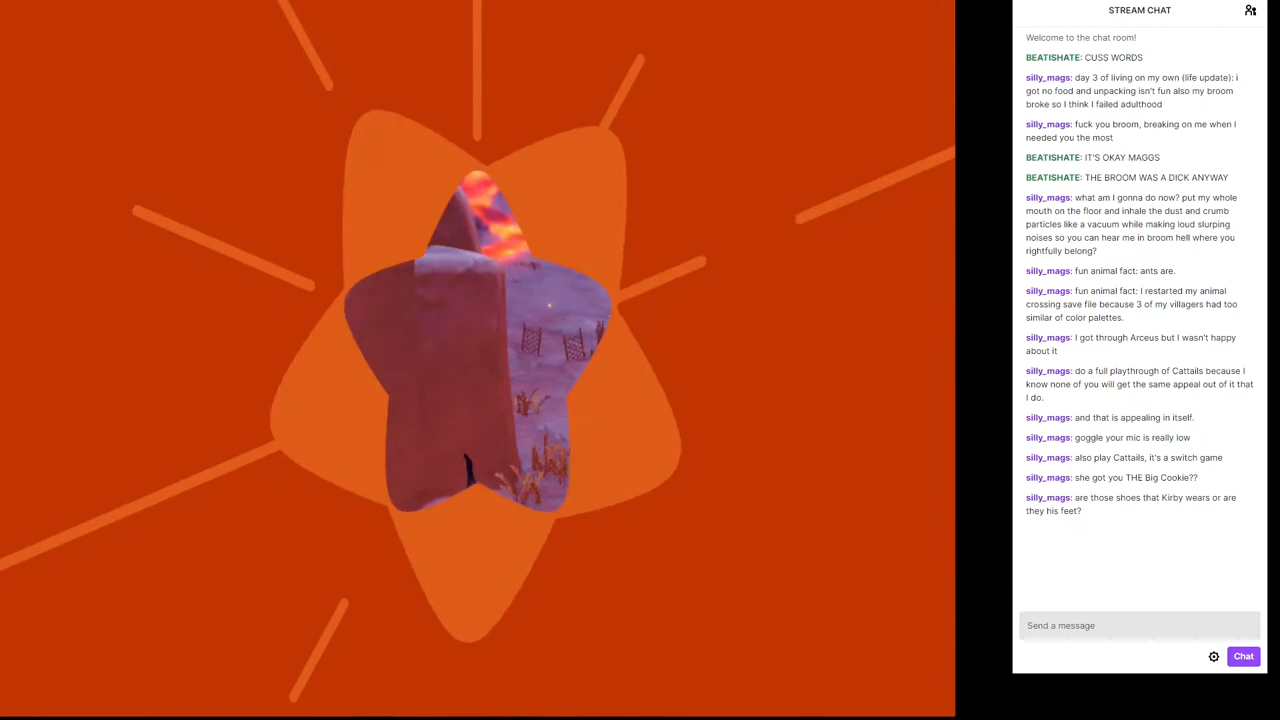 STREAM CHAT
Welcome to the chat room!
BEATISHATE: CUSS WORDS
silly_mags: day 3 of living on my own (life update): i
got no food and unpacking isn't fun also my broom
broke so I think I failed adulthood
silly_mags: fuck you broom, breaking on me when I
needed you the most
BEATISHATE: IT'S OKAY MAGGS
BEATISHATE: THE BROOM WAS A DICK ANYWAY
silly_mags: what am I gonna do now? put my whole
mouth on the floor and inhale the dust and crumb
particles like a vacuum while making loud slurping
noises so you can hear me in broom hell where you
rightfully belong?
silly_mags: fun animal fact: ants are.
silly_mags: fun animal fact: I restarted my animal
crossing save file because 3 of my villagers had too
similar of color palettes.
silly_mags: I got through Arceus but I wasn't happy
about it
silly_mags: do a full playthrough of Cattails because I
know none of you will get the same appeal out of it that
I do.
silly_mags: and that is appealing in itself.
silly_mags: goggle your mic is really low
silly_mags: also play Cattails, it's a switch game
silly_mags: she got you THE Big Cookie??
silly_mags: are those shoes that Kirby wears or are
they his feet?
Send a message
Chat